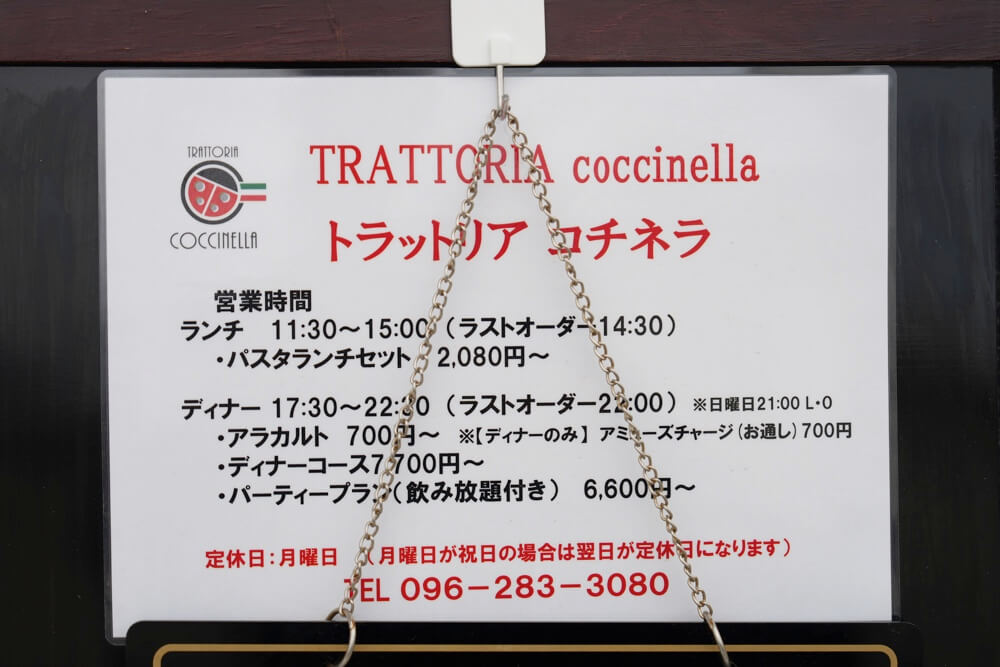 TRATTORIA
COCCINELLA
TRATTORIA coccinella
トラットリア コチネラ
営業時間
ランチ 11:30～15:00（ラストオーダー14:30）
・パスタランチセット 2,080円～
ディナー 17:30～22:30（ラストオーダー22:00）※日曜日21:00 L・O
・アラカルト 700円～ ※【ディナーのみ】アミューズチャージ（お通し）700円
・ディナーコース7,700円～
・パーティープラン（飲み放題付き） 6,600円～
定休日：月曜日 （月曜日が祝日の場合は翌日が定休日になります）
TEL 096－283－3080